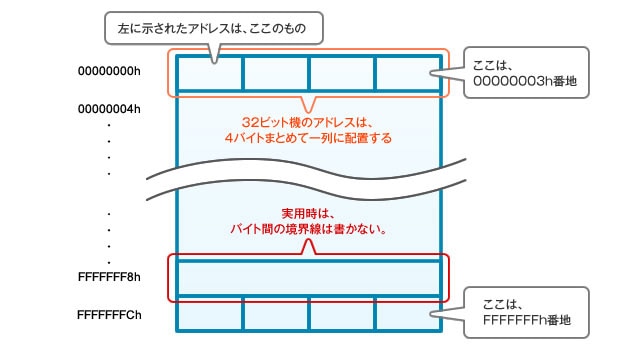 左に示されたアドレスは、ここのもの
00000000h
ここは、
00000003h番地
00000004h
32ビット機のアドレスは、
4バイトまとめて一列に配置する
実用時は、
バイト間の境界線は書かない。
FFFFFFF8h
FFFFFFFCh
ここは、
FFFFFFFh番地